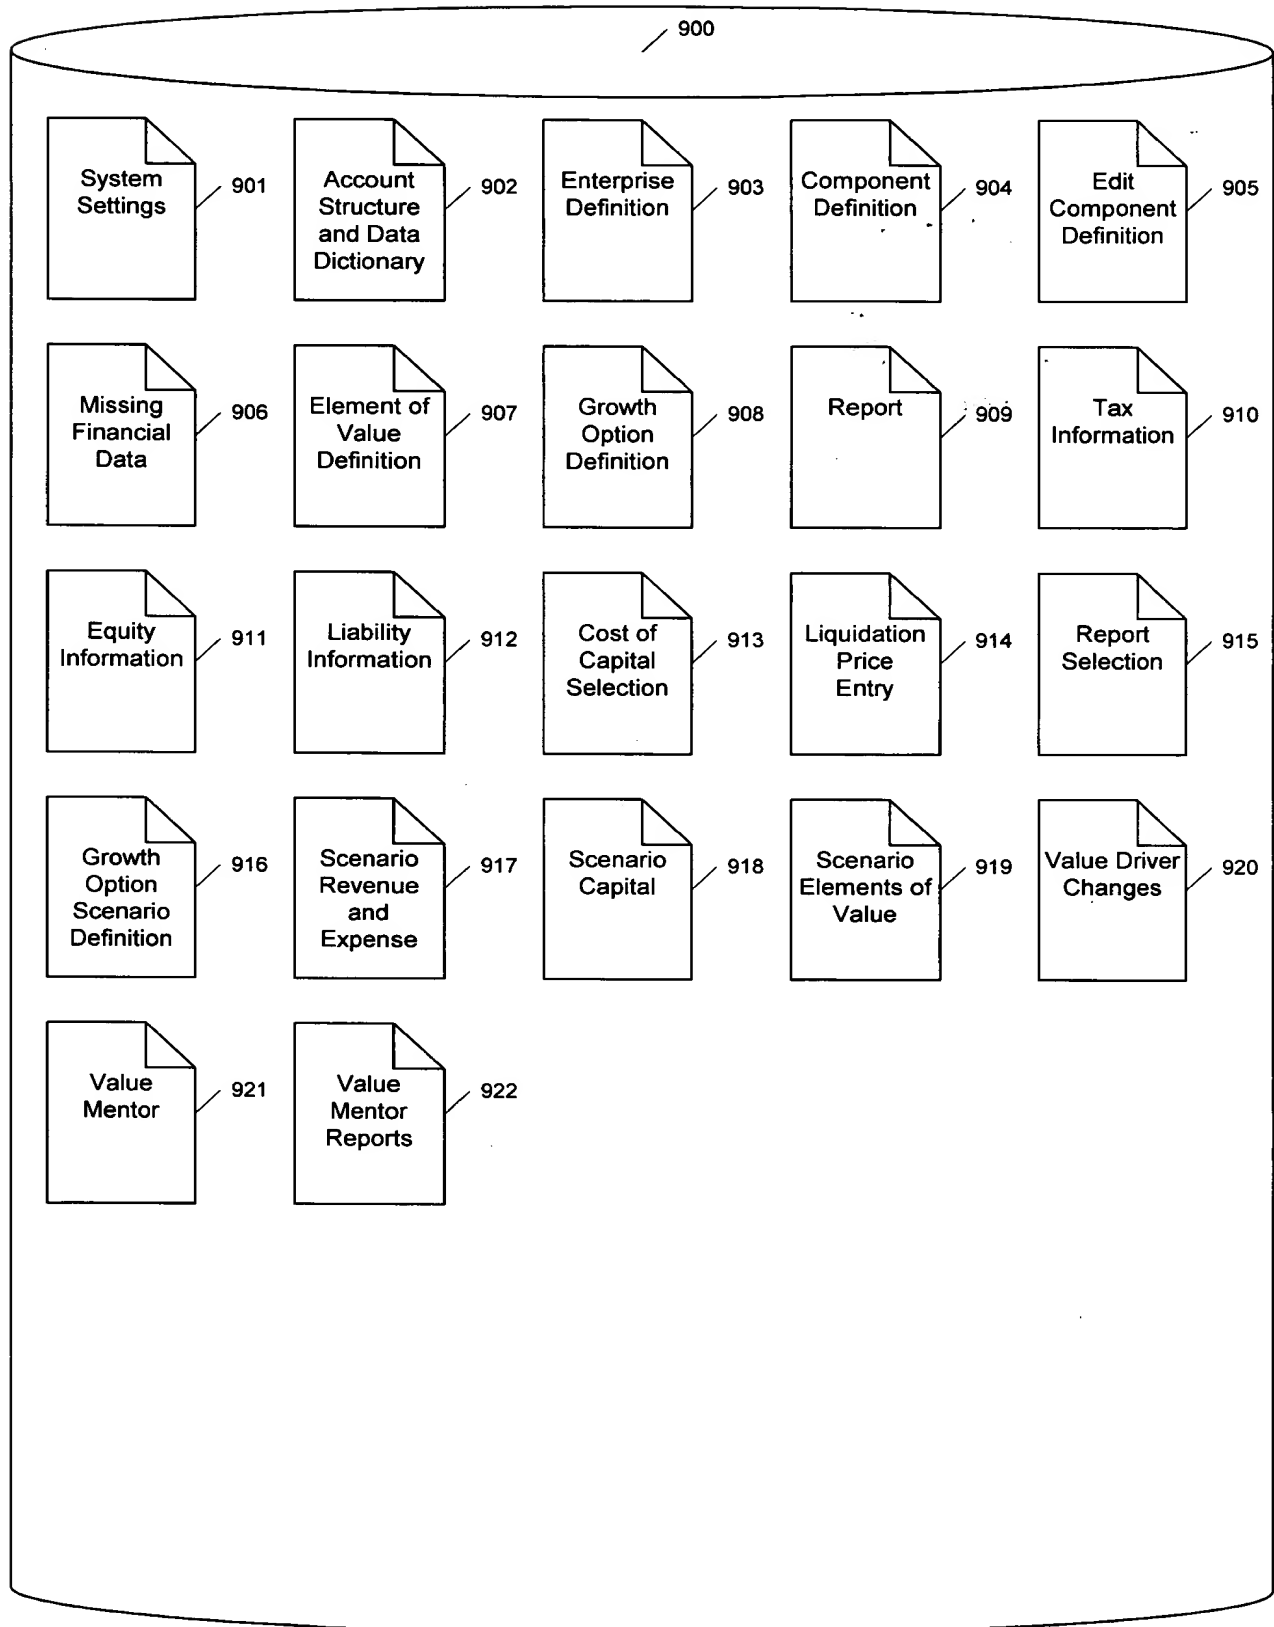 900
System
Settings
901
Account
Structure
and Data
Dictionary
902
Enterprise
Definition
903
Component
Definition
904
Edit
Component
Definition
905
Missing
Financial
Data
906
Element of
Value
Definition
907
Growth
Option
Definition
908
Report
909
Tax
Information
910
Equity
Information
911
Liability
Information
912
Cost of
Capital
Selection
913
Liquidation
Price
Entry
914
Report
Selection
915
Growth
Option
Scenario
Definition
916
Scenario
Revenue
and
Expense
917
Scenario
Capital
918
Scenario
Elements of
Value
919
Value Driver
Changes
920
Value
Mentor
921
Value
Mentor
Reports
922